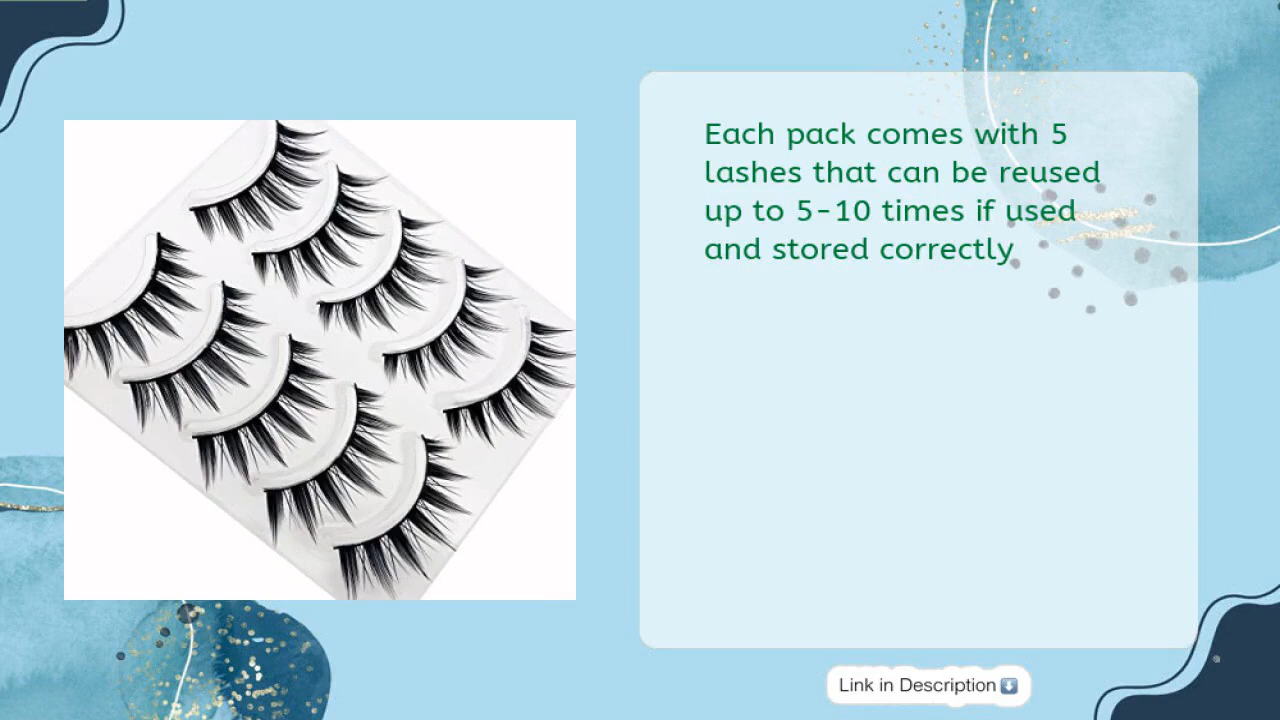 Each pack comes with 5
lashes that can be reused
up to 5-10 times if used
and stored correctly
Link in Description⬇️